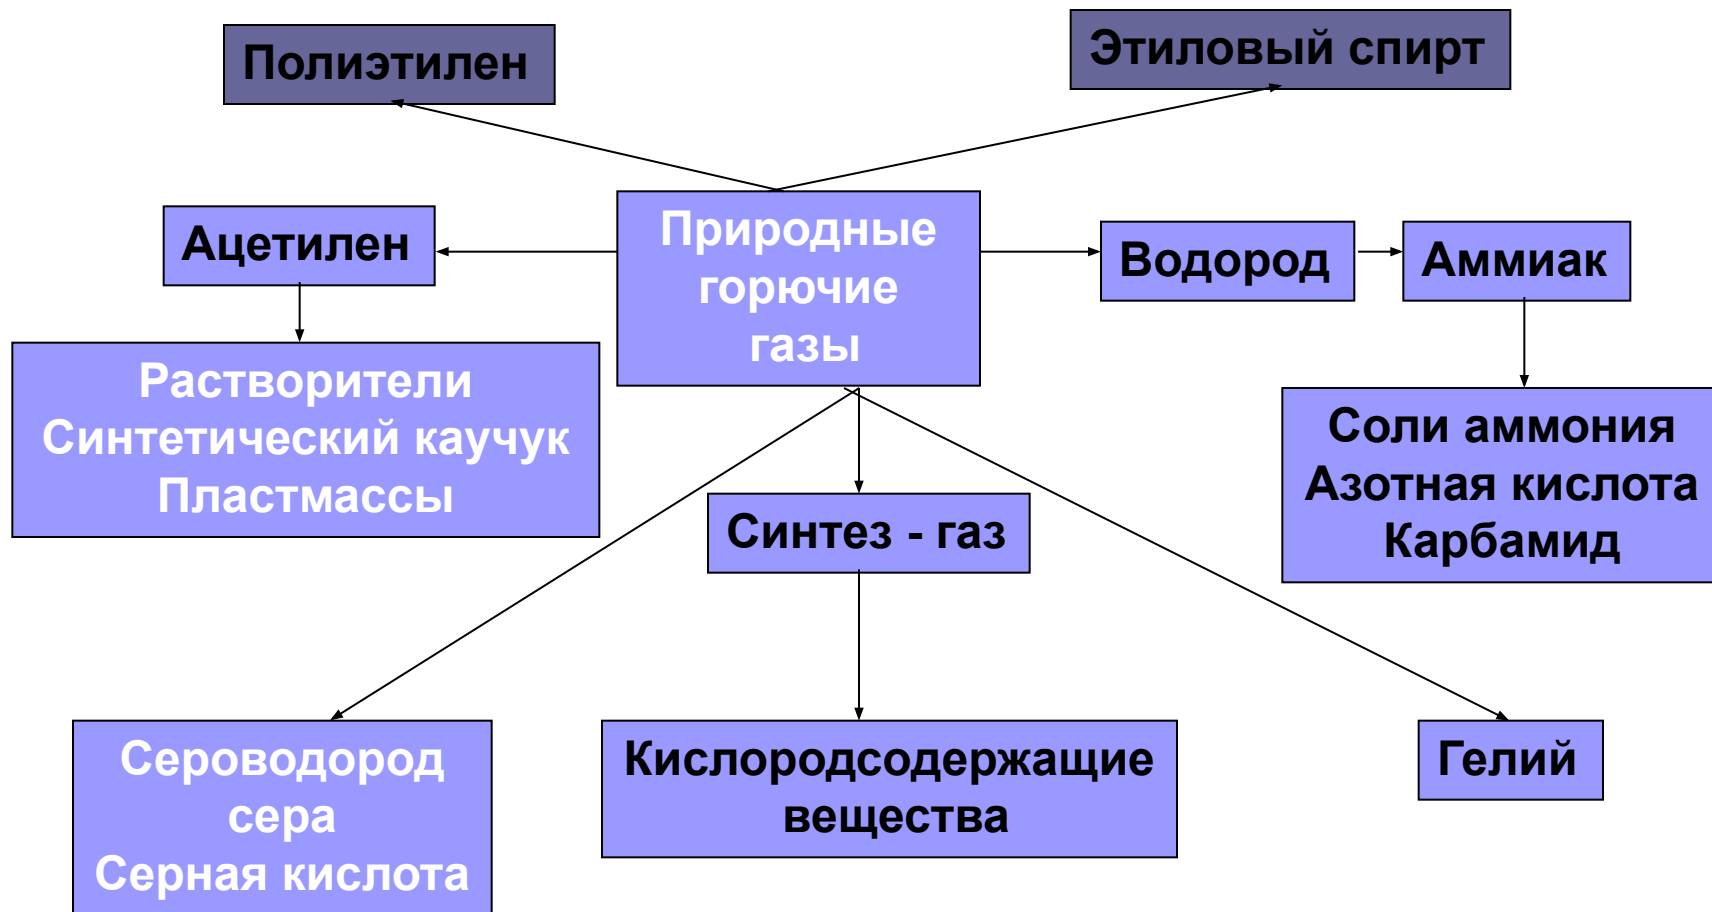 Полиэтилен
Этиловый спирт
Ацетилен
Природные
горючие
газы
Водород
Аммиак
Растворители
Синтетический каучук
Пластмассы
Соли аммония
Азотная кислота
Карбамид
Синтез - газ
Сероводород
сера
Серная кислота
Кислородсодержащие
вещества
Гелий